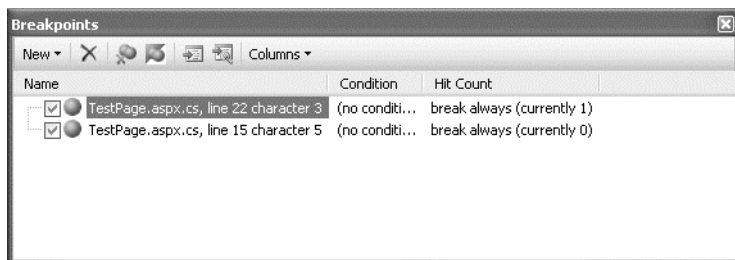 Breakpoints
New Columns
Name Condition Hit Count
TestPage.aspx.cs, line 22 character 3 (no conditi... break always (currently 1)
TestPage.aspx.cs, line 15 character 5 (no conditi... break always (currently 0)